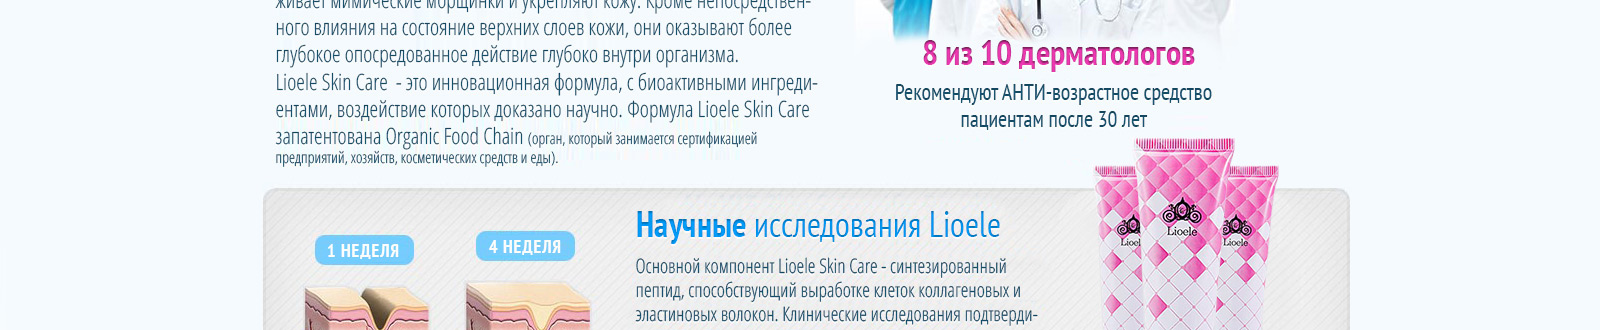 живает мимические морщинки и укрепляют кожу. Кроме непосредствен-
ного влияния на состояние верхних слоев кожи, они оказывают более
глубокое опосредованное действие глубоко внутри организма.
Lioele Skin Care - это инновационная формула, с биоактивными ингреди-
ентами, воздействие которых доказано научно. Формула Lioele Skin Care
запатентована Organic Food Chain (орган, который занимается сертификацией
предприятий, хозяйств, косметических средств и еды).
8 из 10 дерматологов
Рекомендуют АНТИ-возрастное средство
пациентам после 30 лет
1 НЕДЕЛЯ
4 НЕДЕЛЯ
Научные исследования Lioele
Основной компонент Lioele Skin Care - синтезированный
пептид, способствующий выработке клеток коллагеновых и
эластиновых волокон. Клинические исследования подтверди-
Lioele
Lioele
Lioele